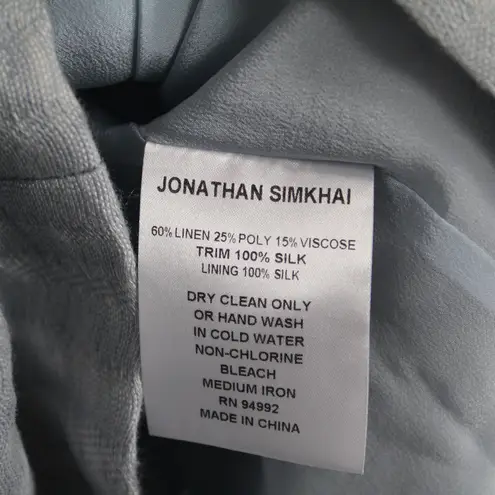 JONATHAN SIMKHAI
60% LINEN 25% POLY 15% VISCOSE
TRIM 100% SILK
LINING 100% SILK
DRY CLEAN ONLY
OR HAND WASH
IN COLD WATER
NON-CHLORINE
BLEACH
MEDIUM IRON
RN 94992
MADE IN CHINA